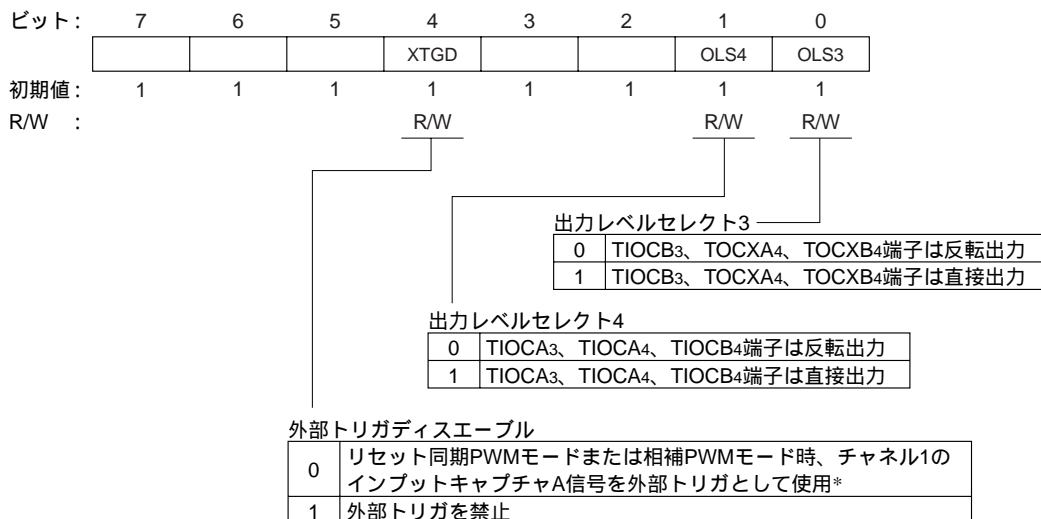 ビット： 7 6 5 4 3 2 1 0
XTGD OLS4 OLS3
初期値： 1 1 1 1 1 1 1 1
R/W ： R/W R/W R/W
出力レベルセレクト3
0 TIOCB3、TOCXA4、TOCXB4端子は反転出力
1 TIOCB3、TOCXA4、TOCXB4端子は直接出力
出力レベルセレクト4
0 TIOCA3、TIOCA4、TIOCB4端子は反転出力
1 TIOCA3、TIOCA4、TIOCB4端子は直接出力
外部トリガディスエーブル
0 リセット同期PWMモードまたは相補PWMモード時、チャネル1の
インプットキャプチャA信号を外部トリガとして使用*
1 外部トリガを禁止